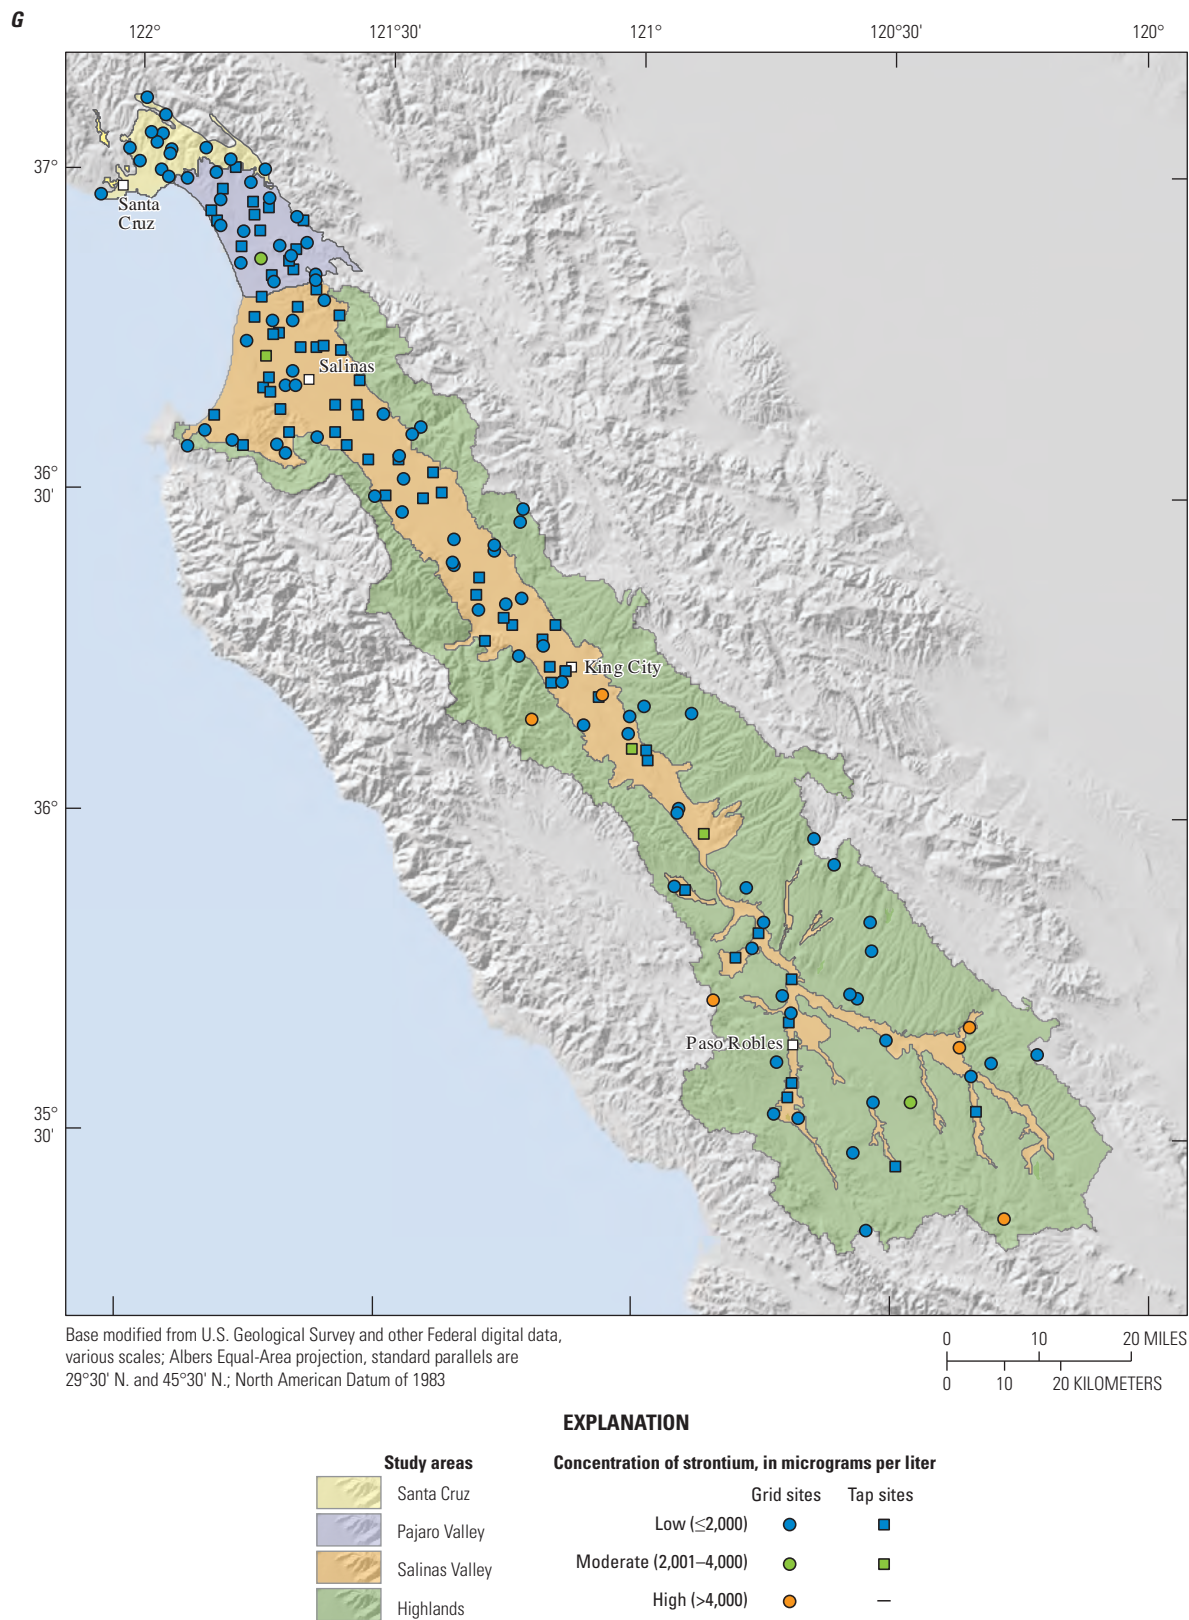 G
122° 121°30' 121° 120°30' 120°
37°
Santa
Cruz
Salinas
36°
30'
King City
36°
Paso Robles
35°
30'
Base modified from U.S. Geological Survey and other Federal digital data,
various scales; Albers Equal-Area projection, standard parallels are
29°30' N. and 45°30' N.; North American Datum of 1983
0 10 20 MILES
0 10 20 KILOMETERS
EXPLANATION
Study areas
Santa Cruz
Pajaro Valley
Salinas Valley
Highlands
Concentration of strontium, in micrograms per liter
Grid sites Tap sites
Low (≤2,000)
Moderate (2,001–4,000)
High (>4,000) —